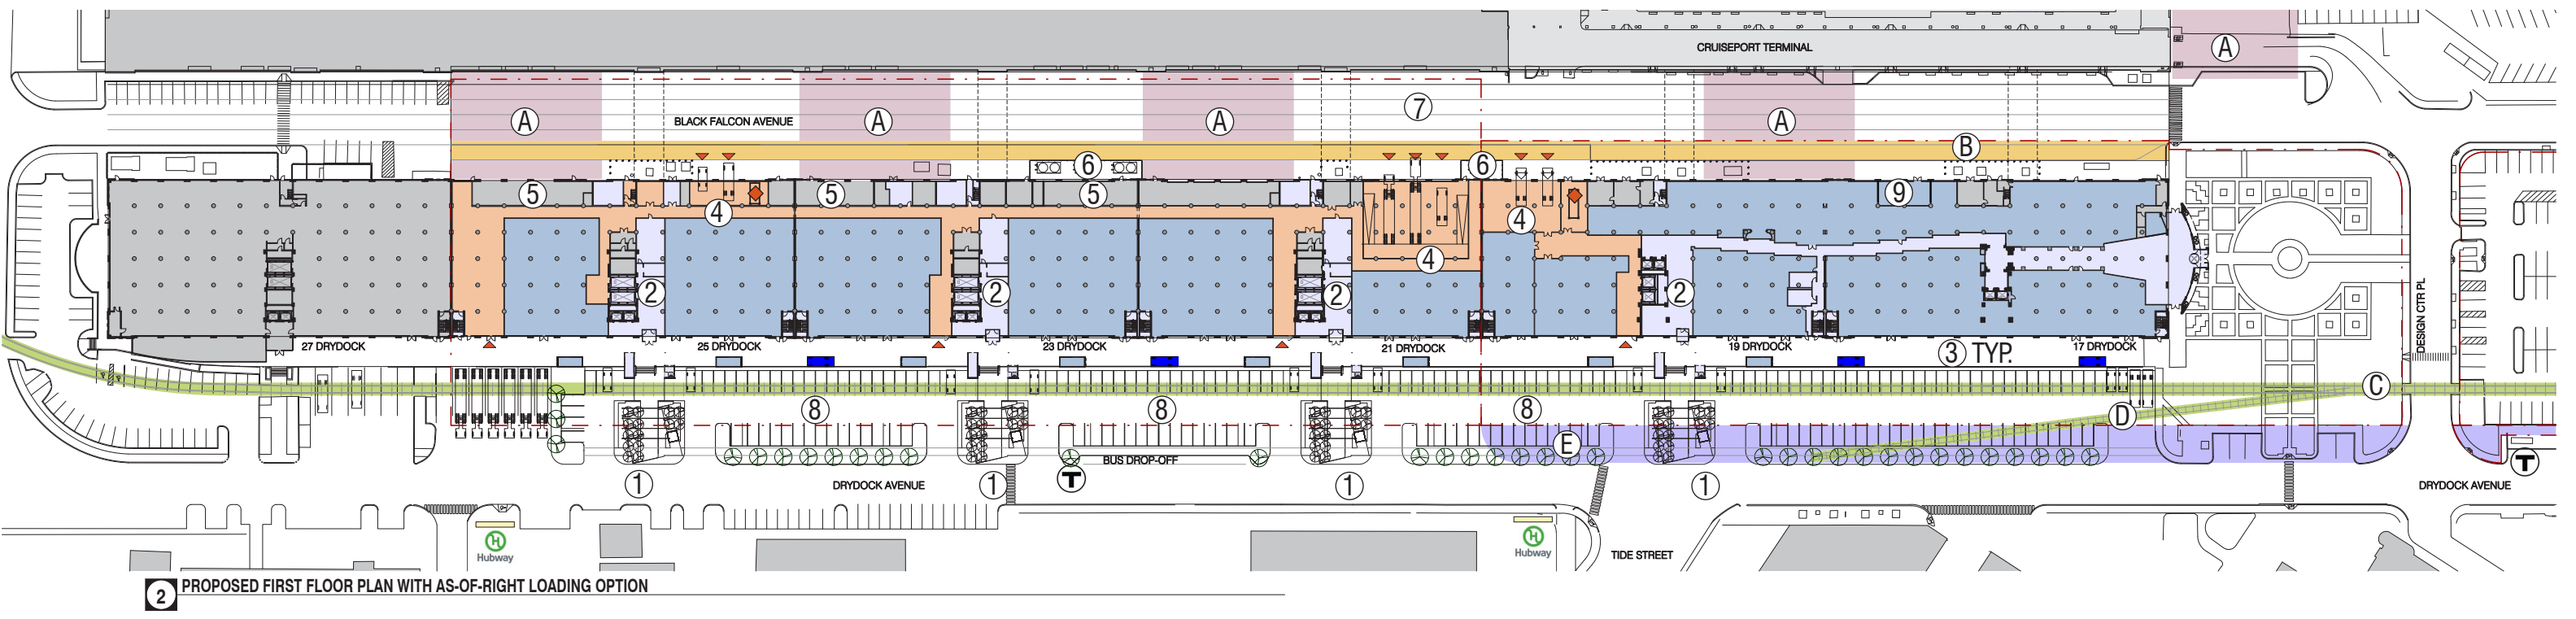 CRUISEPORT TERMINAL
A
A
A
A
7
A
BLACK FALCON AVENUE
B
6
6
5
5
5
9
4
4
4
2
2
2
2
DESIGN CTR PL
27 DRYDOCK
25 DRYDOCK
23 DRYDOCK
21 DRYDOCK
19 DRYDOCK
3 TYP.
17 DRYDOCK
C
8
8
8
D
E
BUS DROP-OFF
T
T
1
1
1
1
DRYDOCK AVENUE
DRYDOCK AVENUE
H
Hubway
H
Hubway
TIDE STREET
2 PROPOSED FIRST FLOOR PLAN WITH AS-OF-RIGHT LOADING OPTION